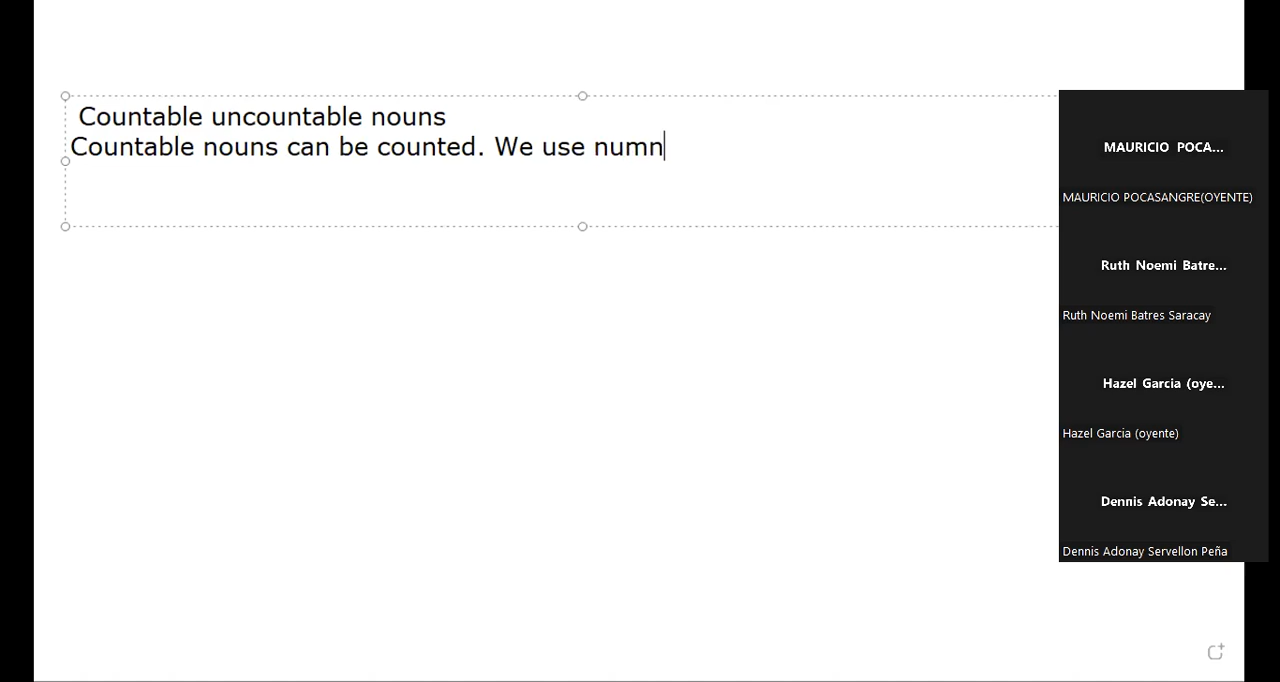 Countable uncountable nouns
Countable nouns can be counted. We use numn
MAURICIO POCA...
MAURICIO POCASANGRE(OYENTE)
Ruth Noemi Batre...
Ruth Noemi Batres Saracay
Hazel Garcia (oye...
Hazel Garcia (oyente)
Dennis Adonay Se...
Dennis Adonay Servellon Peña